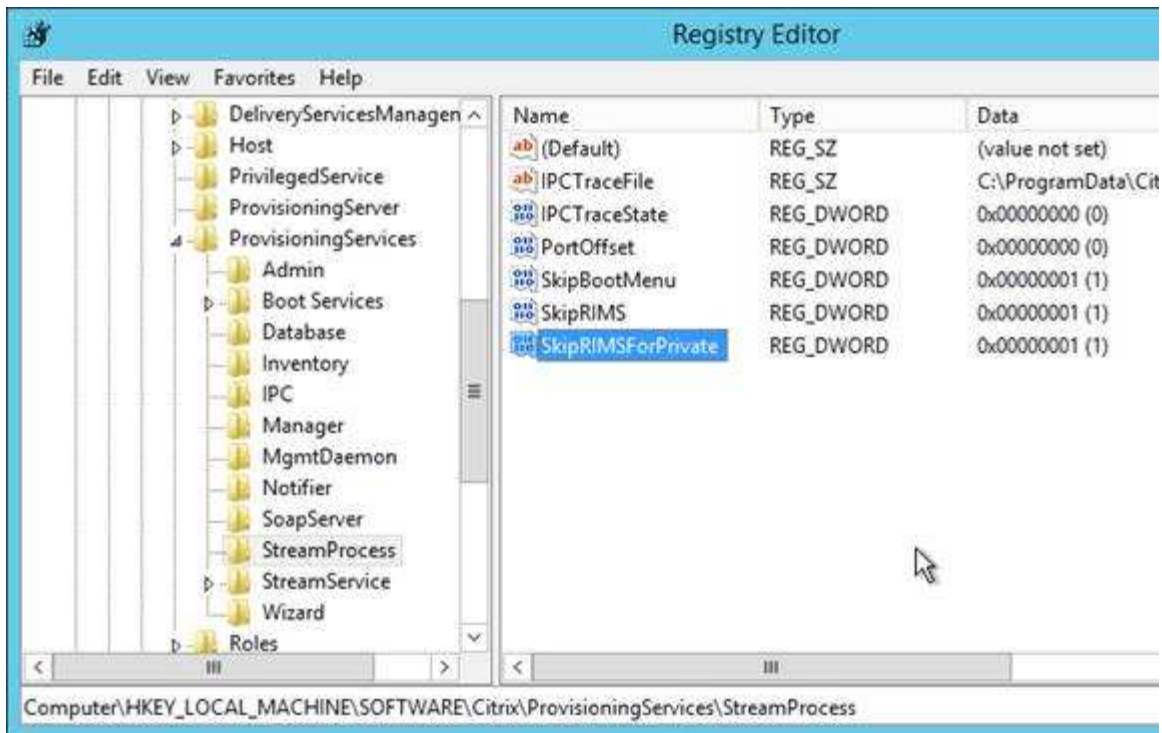 Registry Editor
File Edit View Favorites Help
DeliveryServicesManagen
Host
PrivilegedService
ProvisioningServer
ProvisioningServices
Admin
Boot Services
Database
Inventory
IPC
Manager
MgmtDaemon
Notifier
SoapServer
StreamProcess
StreamService
Wizard
Roles
Name Type Data
(Default) REG_SZ (value not set)
IPCTraceFile REG_SZ C:\ProgramData\Cit
IPCTraceState REG_DWORD 0x00000000 (0)
PortOffset REG_DWORD 0x00000000 (0)
SkipBootMenu REG_DWORD 0x00000001 (1)
SkipRIMS REG_DWORD 0x00000001 (1)
SkipRIMSForPrivate REG_DWORD 0x00000001 (1)
Computer\HKEY_LOCAL_MACHINE\SOFTWARE\Citrix\ProvisioningServices\StreamProcess